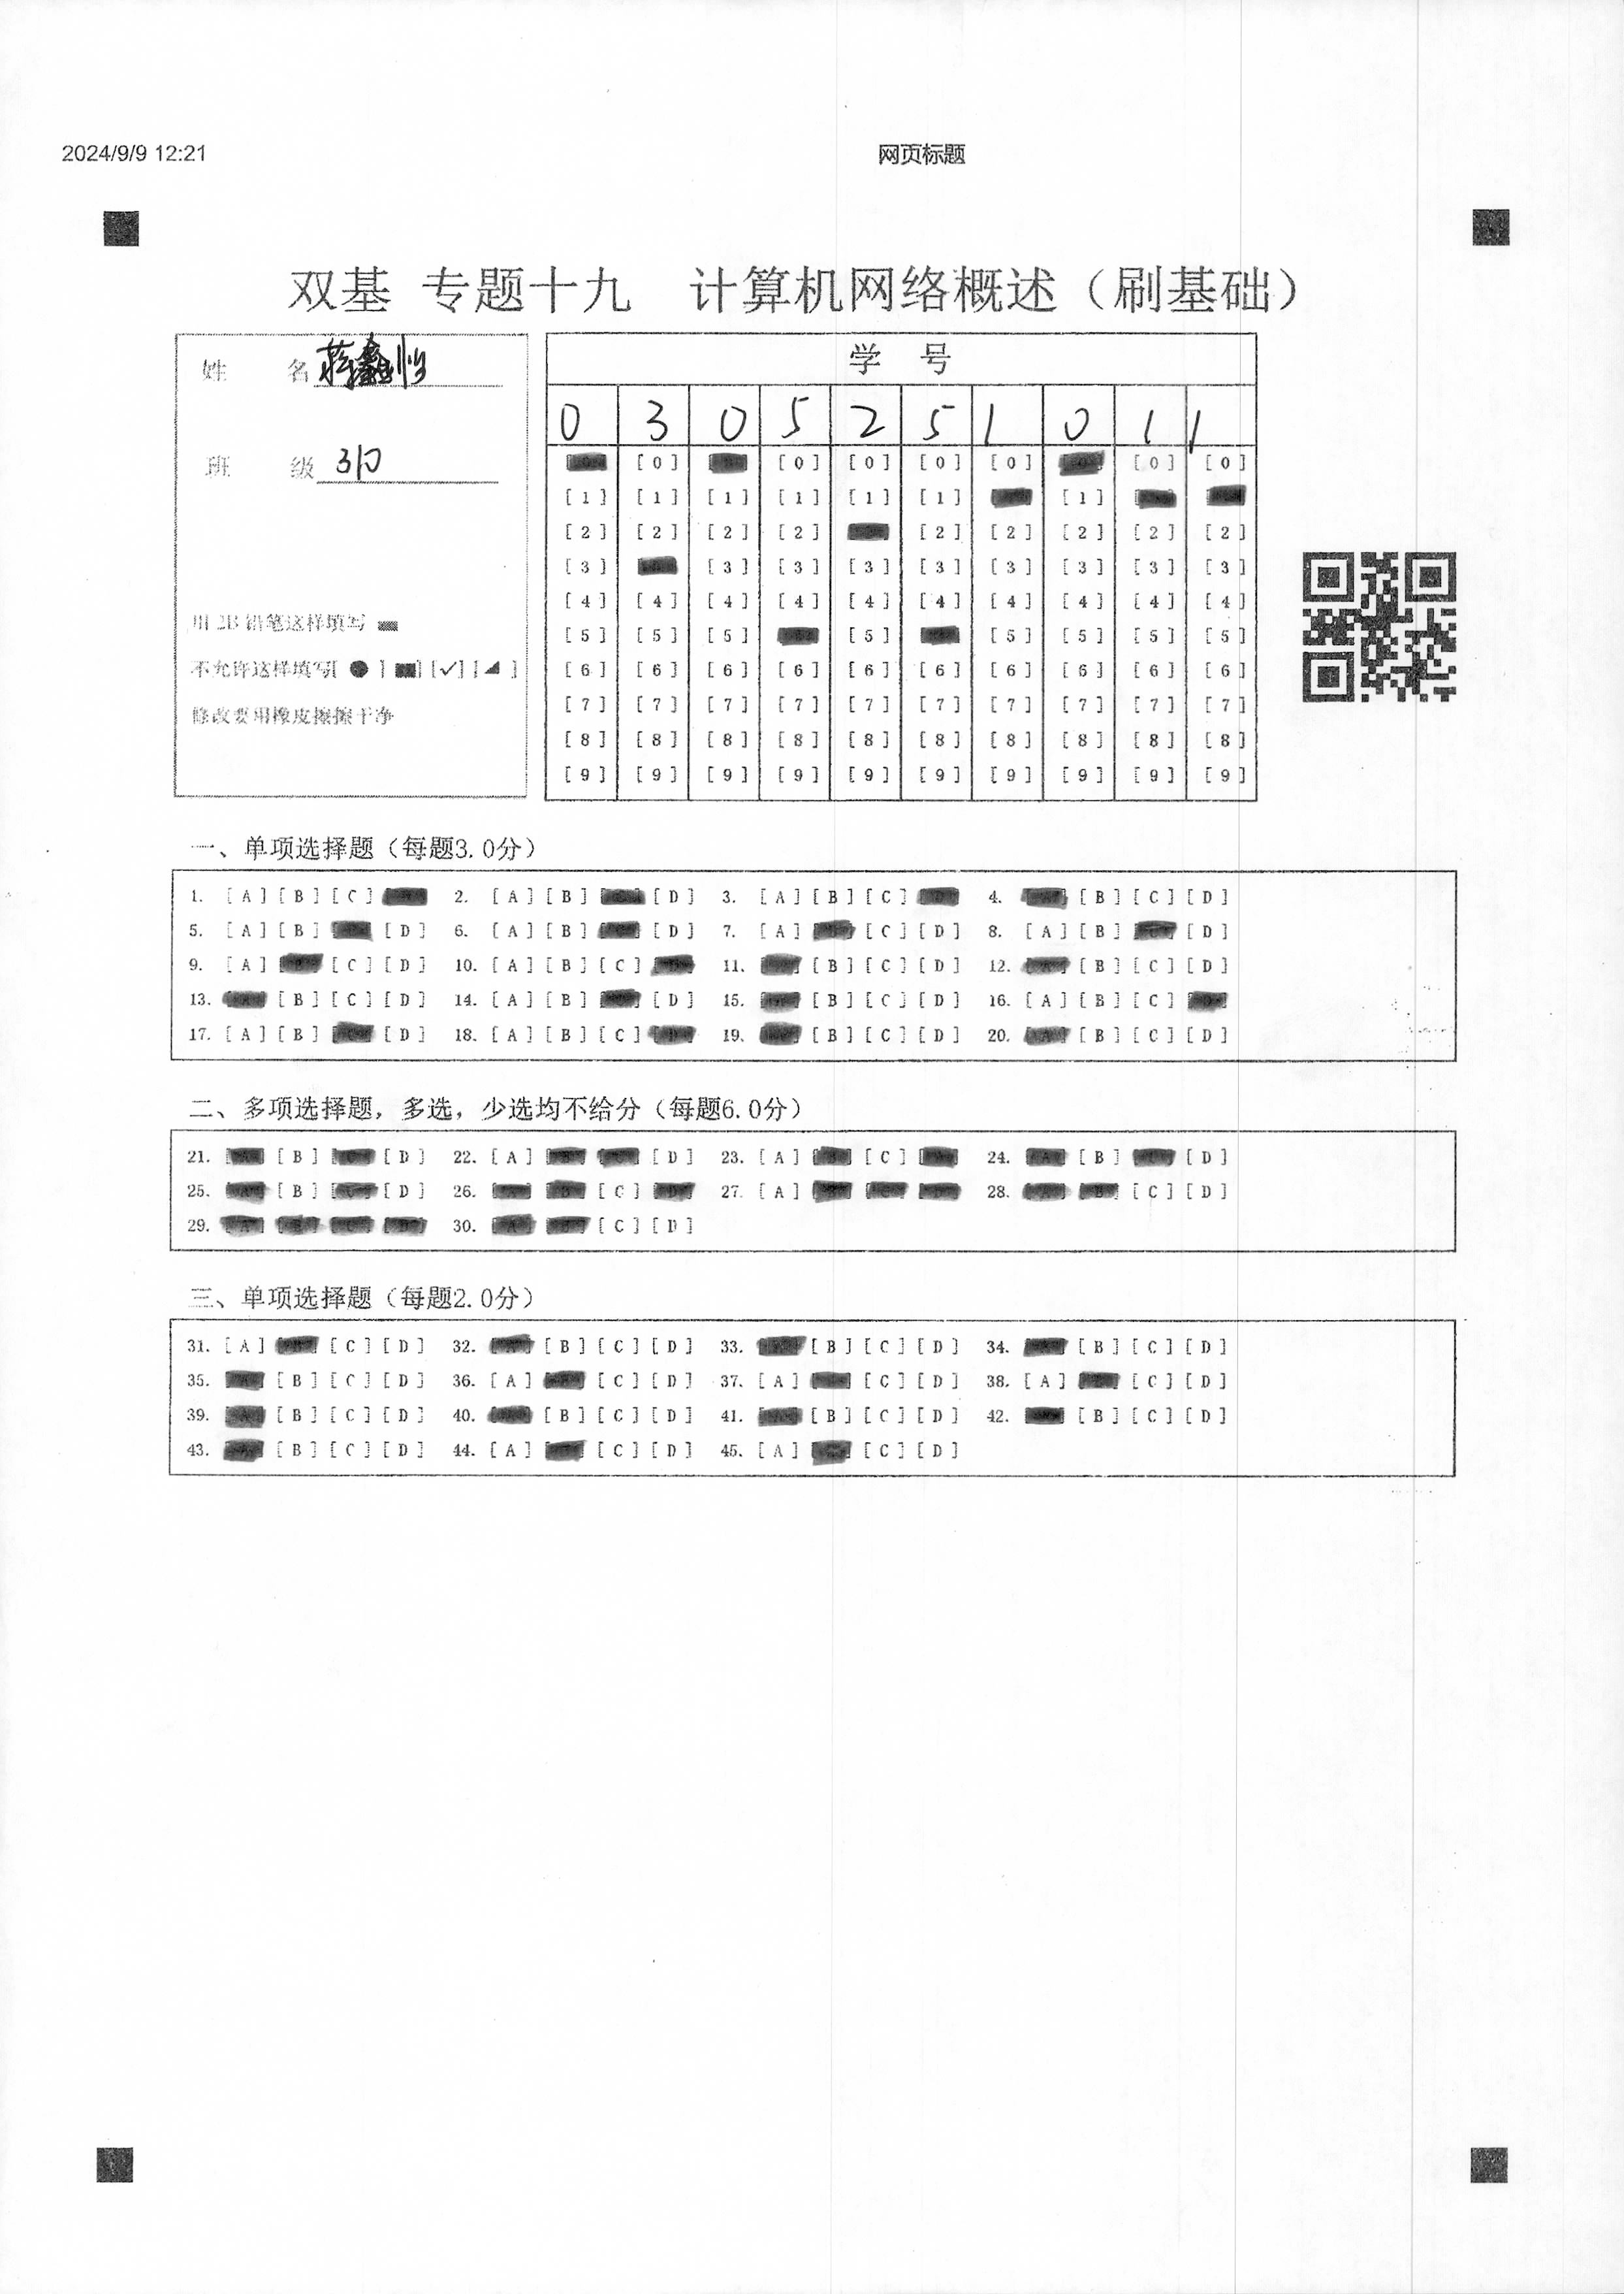 2024/9/9 12:21 网页标题
双基 专题十九 计算机网络概述（刷基础）
姓 名
班 级
用 2B 铅笔这样填写
不允许这样填写[ ● ] [■] [✓] [◢ ]
修改要用橡皮擦擦干净
学 号
0 3 0 5 2 5 1 0 1 1
[0] [0] [0] [0] [0] [0] [0]
[1] [1] [1] [1] [1] [1] [1]
[2] [2] [2] [2] [2] [2] [2] [2] [2]
[3] [3] [3] [3] [3] [3] [3] [3] [3]
[4] [4] [4] [4] [4] [4] [4] [4] [4] [4]
[5] [5] [5] [5] [5] [5] [5] [5]
[6] [6] [6] [6] [6] [6] [6] [6] [6] [6]
[7] [7] [7] [7] [7] [7] [7] [7] [7] [7]
[8] [8] [8] [8] [8] [8] [8] [8] [8] [8]
[9] [9] [9] [9] [9] [9] [9] [9] [9] [9]
一、单项选择题（每题3.0分）
1. [A] [B] [C] 2. [A] [B] [D] 3. [A] [B] [C] 4. [B] [C] [D]
5. [A] [B] [D] 6. [A] [B] [D] 7. [A] [C] [D] 8. [A] [B] [D]
9. [A] [C] [D] 10. [A] [B] [C] 11. [B] [C] [D] 12. [B] [C] [D]
13. [B] [C] [D] 14. [A] [B] [D] 15. [B] [C] [D] 16. [A] [B] [C]
17. [A] [B] [D] 18. [A] [B] [C] 19. [B] [C] [D] 20. [B] [C] [D]
二、多项选择题，多选，少选均不给分（每题6.0分）
21. [B] [D] 22. [A] [D] 23. [A] [C] 24. [B] [D]
25. [B] [D] 26. [C] 27. [A] 28. [C] [D]
29. 30. [C] [D]
三、单项选择题（每题2.0分）
31. [A] [C] [D] 32. [B] [C] [D] 33. [B] [C] [D] 34. [B] [C] [D]
35. [B] [C] [D] 36. [A] [C] [D] 37. [A] [C] [D] 38. [A] [C] [D]
39. [B] [C] [D] 40. [B] [C] [D] 41. [B] [C] [D] 42. [B] [C] [D]
43. [B] [C] [D] 44. [A] [C] [D] 45. [A] [C] [D]